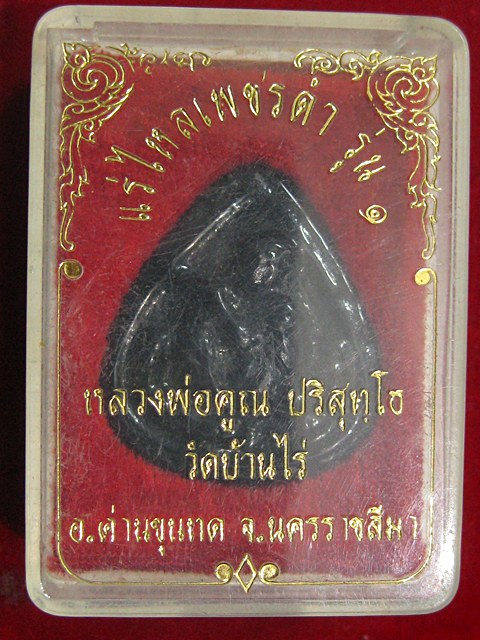 แร่ไหลเพชรดำ รุ่น ๑
หลวงพ่อคูณ ปริสุทฺโธ
วัดบ้านไร่
อ.ด่านขุนทด จ.นครราชสีมา